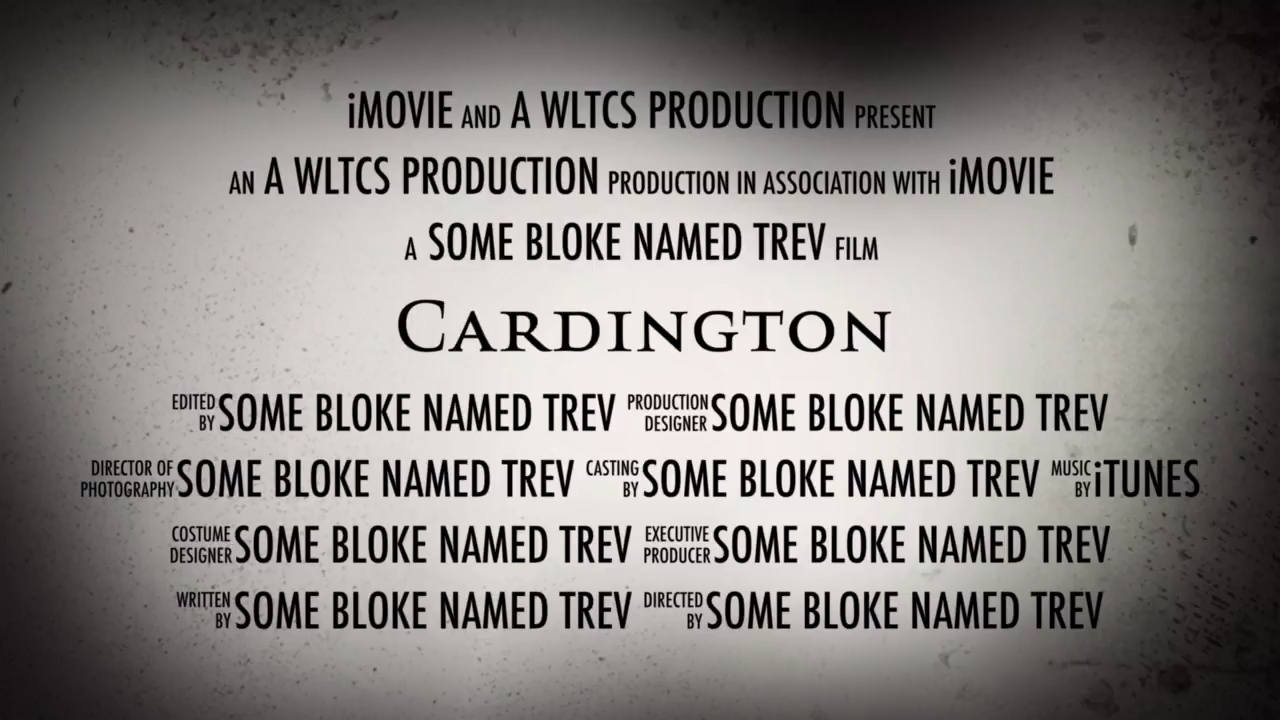 iMOVIE AND A WLTCS PRODUCTION PRESENT
AN A WLTCS PRODUCTION PRODUCTION IN ASSOCIATION WITH iMOVIE
A SOME BLOKE NAMED TREV FILM
CARDINGTON
EDITED BY SOME BLOKE NAMED TREV PRODUCTION DESIGNER SOME BLOKE NAMED TREV
DIRECTOR OF PHOTOGRAPHY SOME BLOKE NAMED TREV CASTING BY SOME BLOKE NAMED TREV MUSIC BY iTUNES
COSTUME DESIGNER SOME BLOKE NAMED TREV EXECUTIVE PRODUCER SOME BLOKE NAMED TREV
WRITTEN BY SOME BLOKE NAMED TREV DIRECTED BY SOME BLOKE NAMED TREV